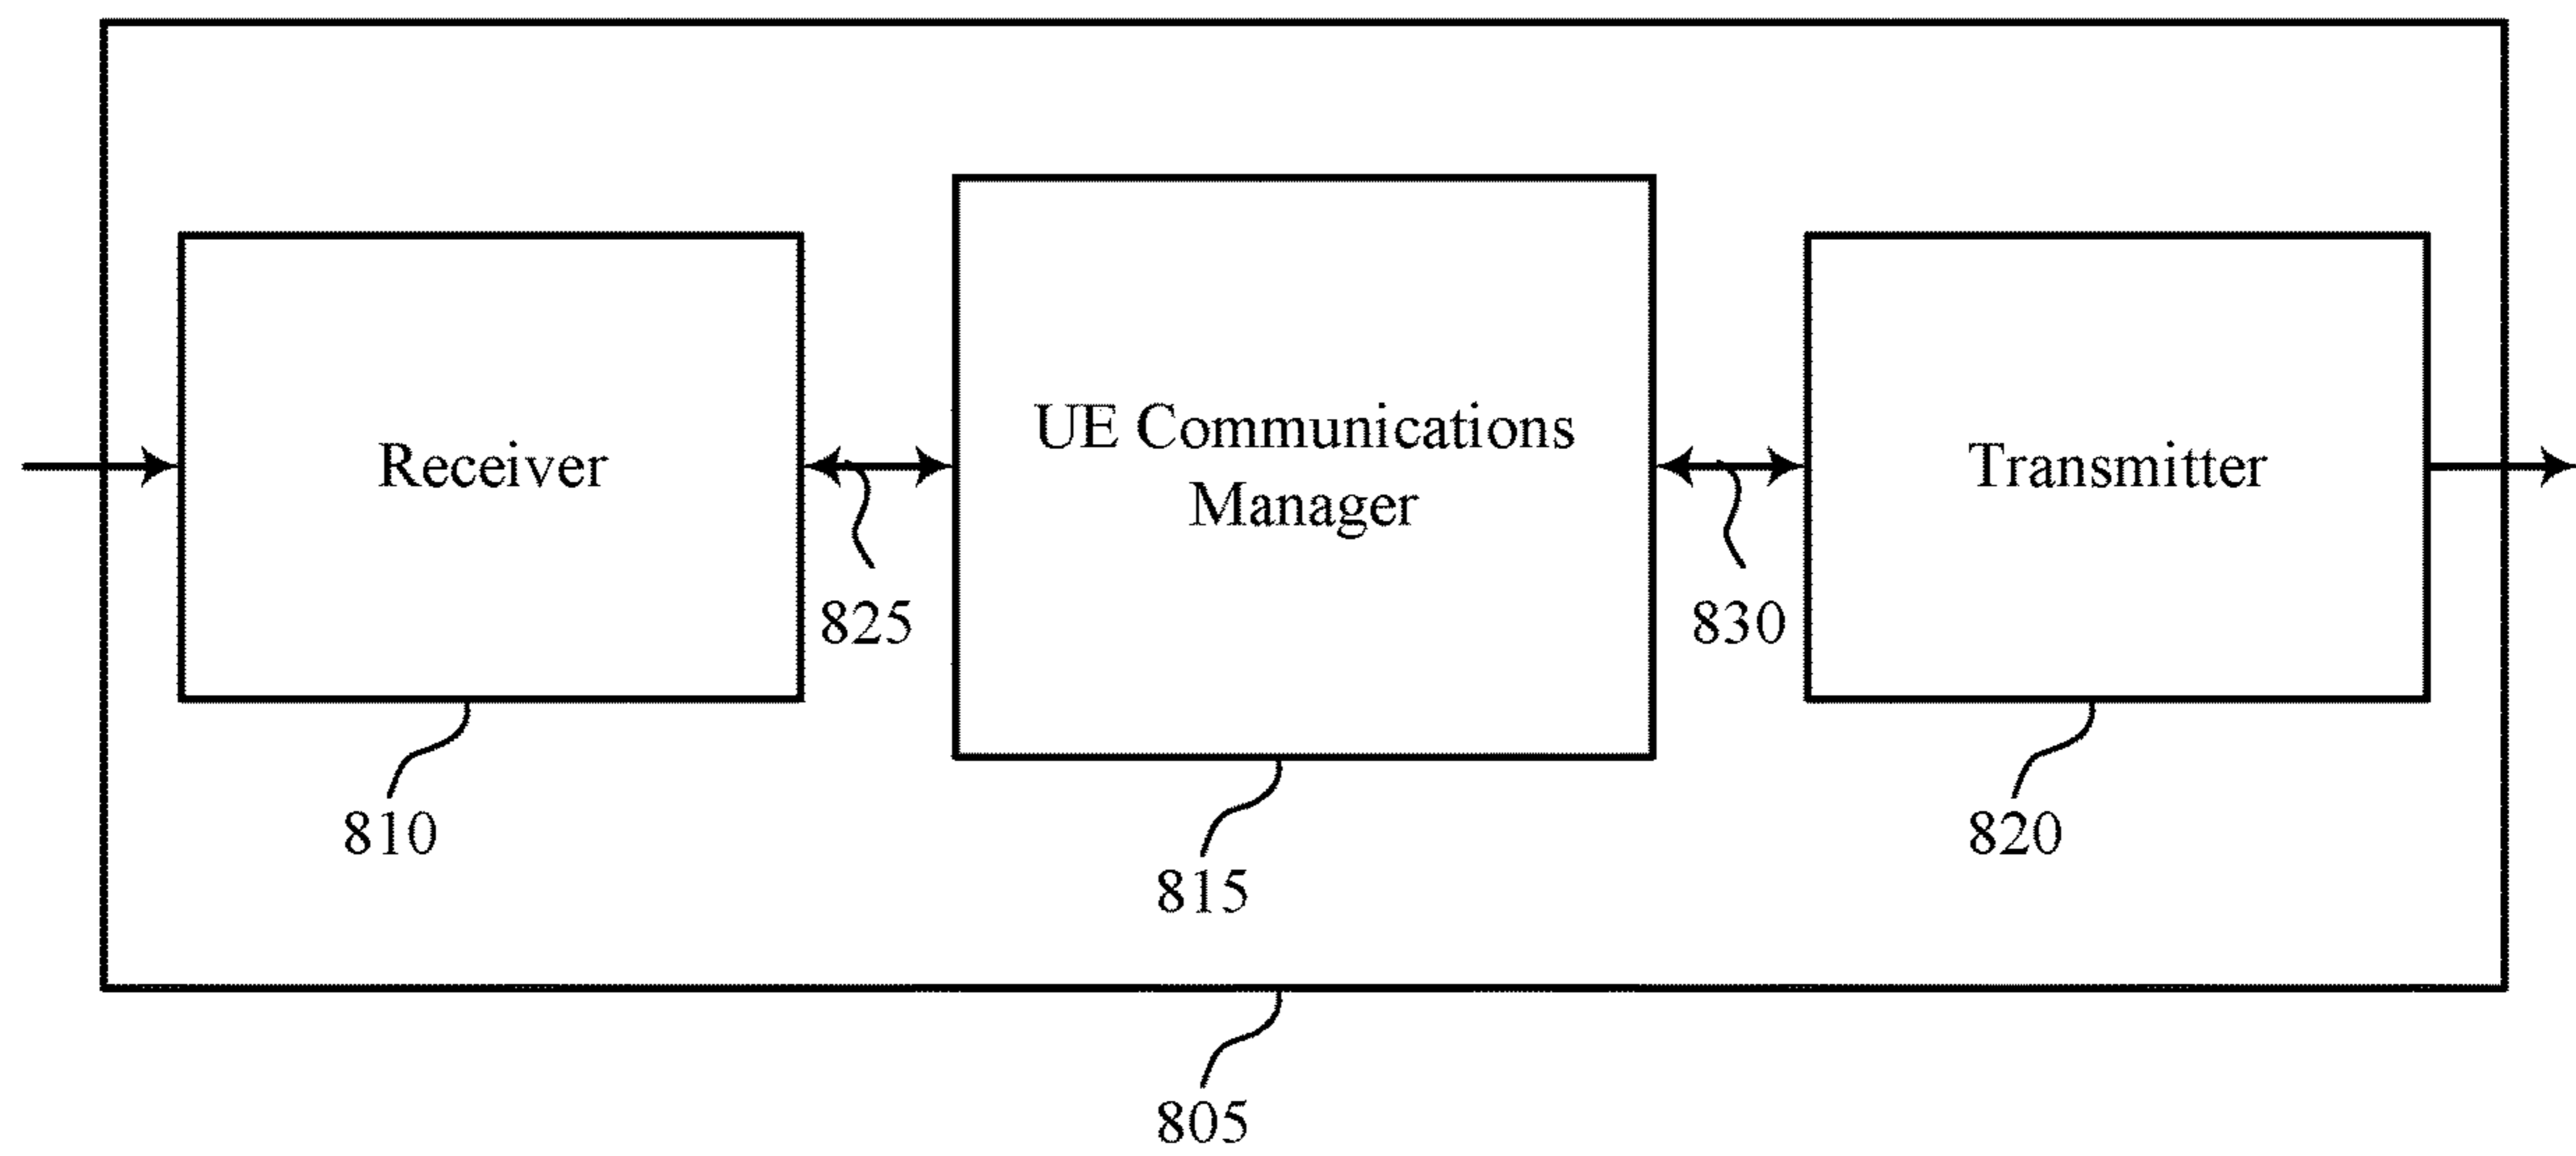 Receiver
UE Communications
Manager
Transmitter
825
830
810
815
820
805